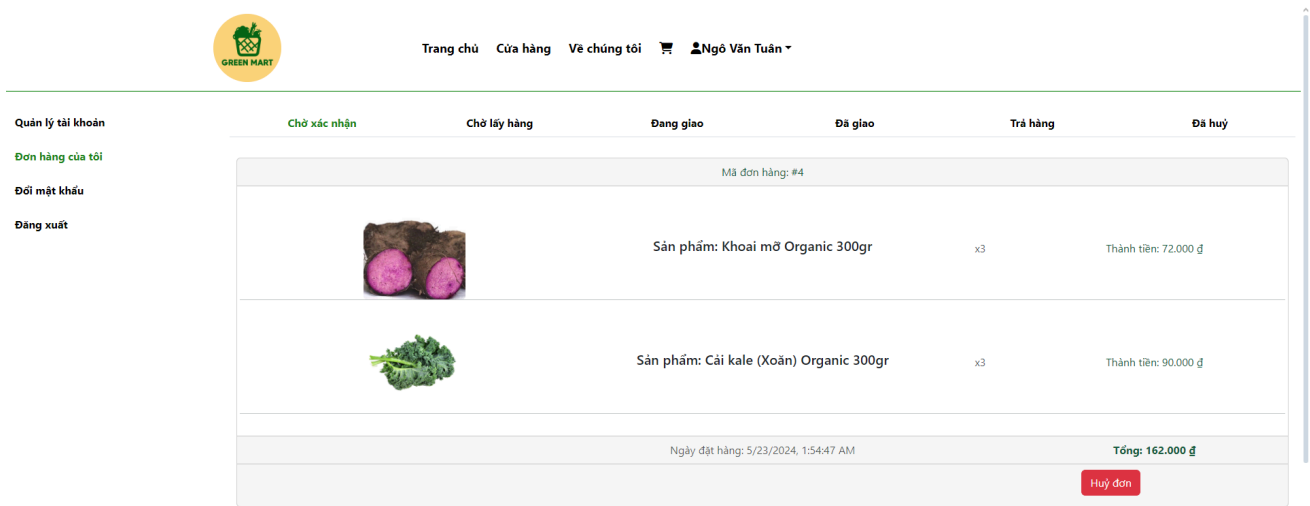 GREEN MART
Trang chủ Cửa hàng Về chúng tôi Ngô Văn Tuân
Quản lý tài khoản
Đơn hàng của tôi
Đổi mật khẩu
Đăng xuất
Chờ xác nhận Chờ lấy hàng Đang giao Đã giao Trả hàng Đã huỷ
Mã đơn hàng: #4
Sản phẩm: Khoai mỡ Organic 300gr x3 Thành tiền: 72.000 ₫
Sản phẩm: Cải kale (Xoăn) Organic 300gr x3 Thành tiền: 90.000 ₫
Ngày đặt hàng: 5/23/2024, 1:54:47 AM Tổng: 162.000 ₫
Huỷ đơn